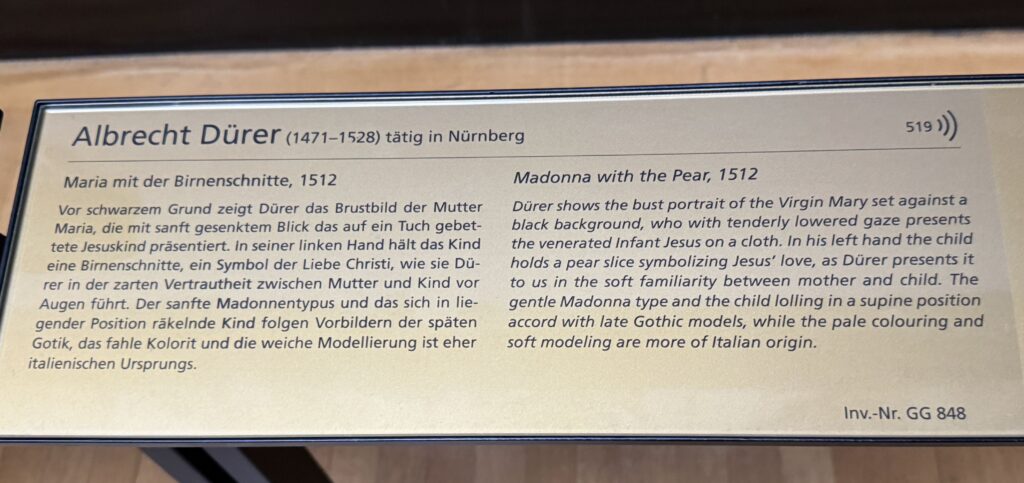 Albrecht Dürer (1471–1528) tätig in Nürnberg
519
Maria mit der Birnenschnitte, 1512
Vor schwarzem Grund zeigt Dürer das Brustbild der Mutter
Maria, die mit sanft gesenktem Blick das auf ein Tuch gebet-
tete Jesuskind präsentiert. In seiner linken Hand hält das Kind
eine Birnenschnitte, ein Symbol der Liebe Christi, wie sie Dü-
rer in der zarten Vertrautheit zwischen Mutter und Kind vor
Augen führt. Der sanfte Madonnentypus und das sich in lie-
gender Position räkelnde Kind folgen Vorbildern der späten
Gotik, das fahle Kolorit und die weiche Modellierung ist eher
italienischen Ursprungs.
Madonna with the Pear, 1512
Dürer shows the bust portrait of the Virgin Mary set against a
black background, who with tenderly lowered gaze presents
the venerated Infant Jesus on a cloth. In his left hand the child
holds a pear slice symbolizing Jesus' love, as Dürer presents it
to us in the soft familiarity between mother and child. The
gentle Madonna type and the child lolling in a supine position
accord with late Gothic models, while the pale colouring and
soft modeling are more of Italian origin.
Inv.-Nr. GG 848